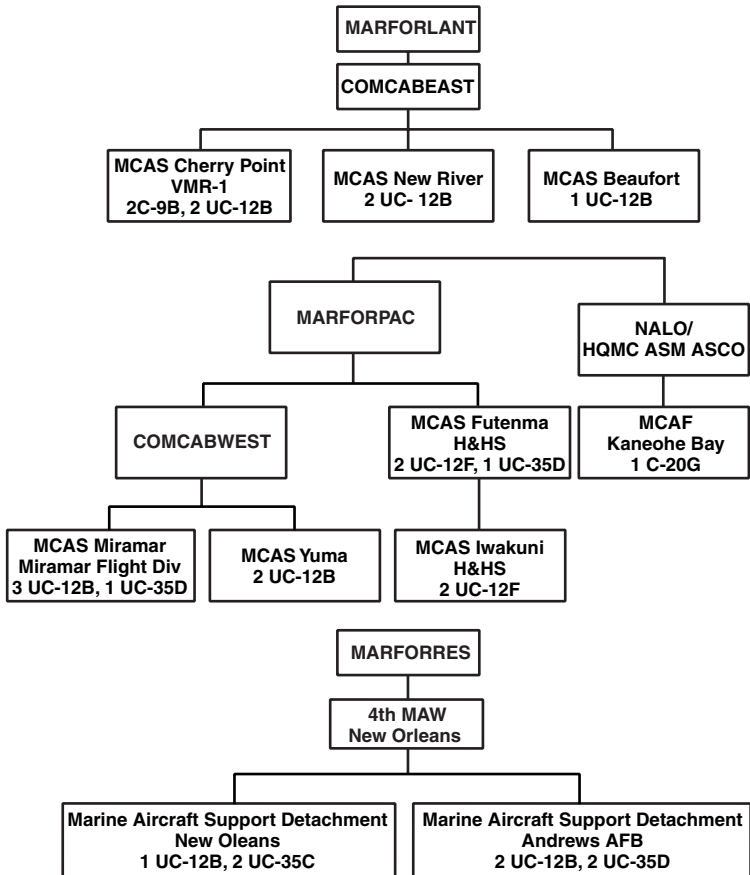 MARFORLANT
COMCABEAST
MCAS Cherry Point
VMR-1
2C-9B, 2 UC-12B
MCAS New River
2 UC- 12B
MCAS Beaufort
1 UC-12B
MARFORPAC
NALO/
HQMC ASM ASCO
COMCABWEST
MCAS Futenma
H&HS
2 UC-12F, 1 UC-35D
MCAF
Kaneohe Bay
1 C-20G
MCAS Miramar
Miramar Flight Div
3 UC-12B, 1 UC-35D
MCAS Yuma
2 UC-12B
MCAS Iwakuni
H&HS
2 UC-12F
MARFORRES
4th MAW
New Orleans
Marine Aircraft Support Detachment
New Oleans
1 UC-12B, 2 UC-35C
Marine Aircraft Support Detachment
Andrews AFB
2 UC-12B, 2 UC-35D